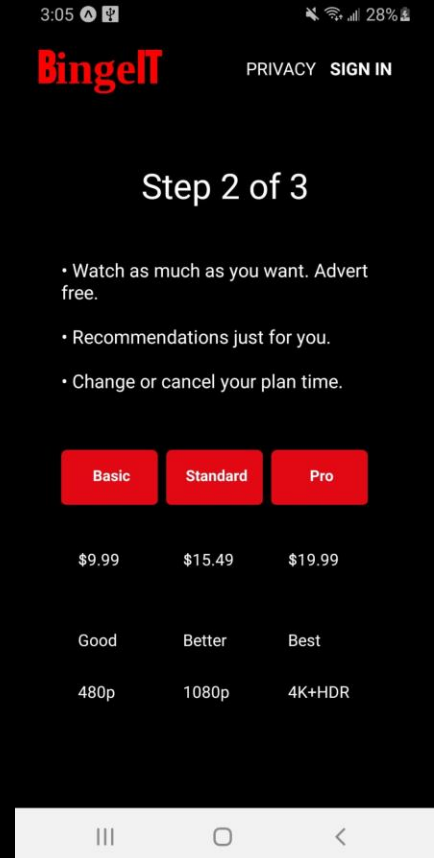 3:05 28%
BingeIT PRIVACY SIGN IN
Step 2 of 3
• Watch as much as you want. Advert
free.
• Recommendations just for you.
• Change or cancel your plan time.
Basic Standard Pro
$9.99 $15.49 $19.99
Good Better Best
480p 1080p 4K+HDR